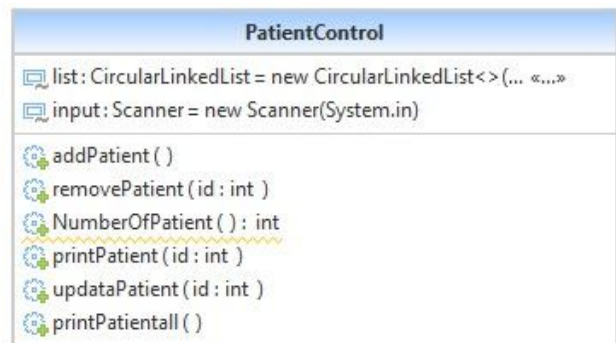 PatientControl
list : CircularLinkedList = new CircularLinkedList<>(... «...»
input : Scanner = new Scanner(System.in)
addPatient ( )
removePatient ( id : int )
NumberOfPatient ( ) : int
printPatient ( id : int )
updataPatient ( id : int )
printPatientall ( )